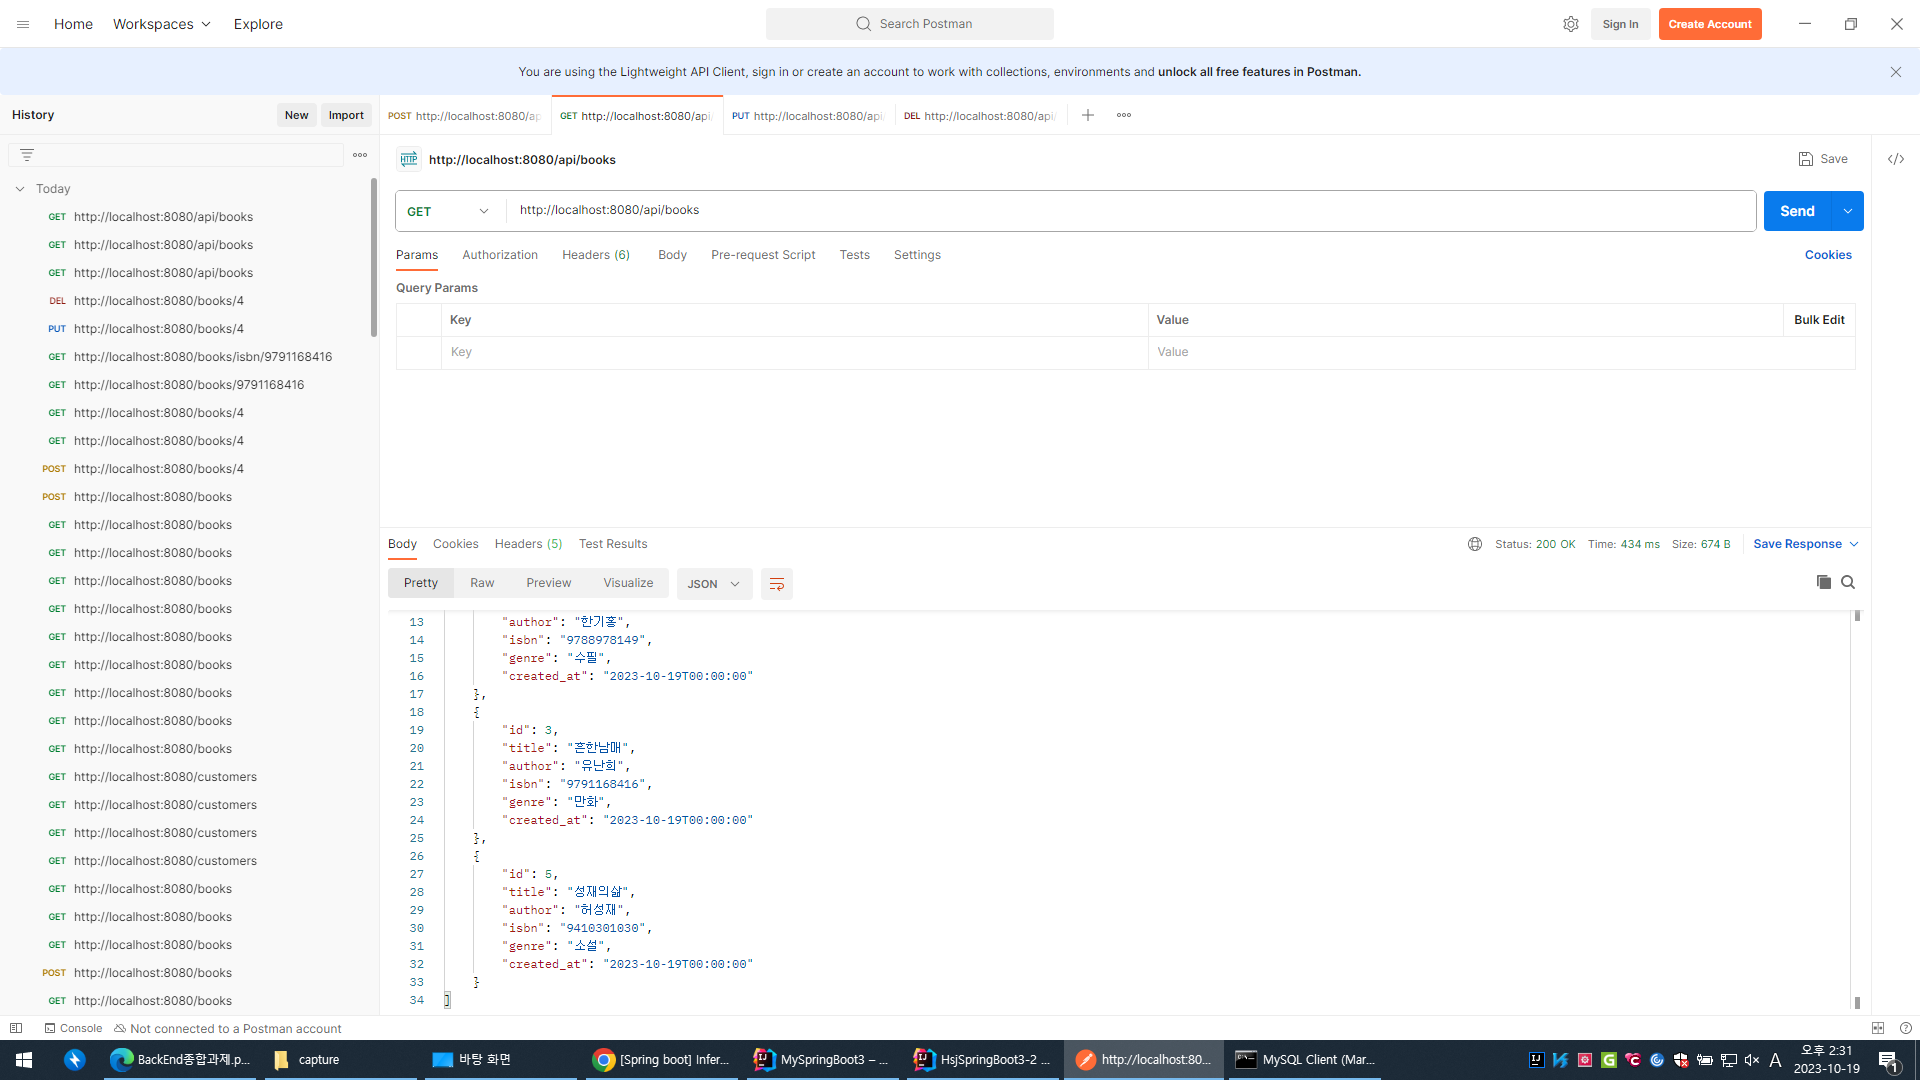 Home
Workspaces
Explore
Search Postman
Sign In
Create Account
You are using the Lightweight API Client, sign in or create an account to work with collections, environments and unlock all free features in Postman.
History
New
Import
POST http://localhost:8080/ap
GET http://localhost:8080/api/
PUT http://localhost:8080/api/
DEL http://localhost:8080/api/
HTTP
http://localhost:8080/api/books
Save
Today
GET http://localhost:8080/api/books
GET http://localhost:8080/api/books
GET http://localhost:8080/api/books
DEL http://localhost:8080/books/4
PUT http://localhost:8080/books/4
GET http://localhost:8080/books/isbn/9791168416
GET http://localhost:8080/books/9791168416
GET http://localhost:8080/books/4
GET http://localhost:8080/books/4
POST http://localhost:8080/books/4
POST http://localhost:8080/books
GET http://localhost:8080/books
GET http://localhost:8080/books
GET http://localhost:8080/books
GET http://localhost:8080/books
GET http://localhost:8080/books
GET http://localhost:8080/books
GET http://localhost:8080/books
GET http://localhost:8080/books
GET http://localhost:8080/books
GET http://localhost:8080/customers
GET http://localhost:8080/customers
GET http://localhost:8080/customers
GET http://localhost:8080/customers
GET http://localhost:8080/books
GET http://localhost:8080/books
GET http://localhost:8080/books
POST http://localhost:8080/books
GET http://localhost:8080/books
GET
http://localhost:8080/api/books
Send
Params
Authorization
Headers (6)
Body
Pre-request Script
Tests
Settings
Cookies
Query Params
Key
Value
Bulk Edit
Key
Value
Body
Cookies
Headers (5)
Test Results
Status: 200 OK
Time: 434 ms
Size: 674 B
Save Response
Pretty
Raw
Preview
Visualize
JSON
13 "author": "한기홍",
14 "isbn": "9788978149",
15 "genre": "수필",
16 "created_at": "2023-10-19T00:00:00"
17 },
18 {
19 "id": 3,
20 "title": "흔한남매",
21 "author": "유난희",
22 "isbn": "9791168416",
23 "genre": "만화",
24 "created_at": "2023-10-19T00:00:00"
25 },
26 {
27 "id": 5,
28 "title": "성재의삶",
29 "author": "허성재",
30 "isbn": "9410301030",
31 "genre": "소설",
32 "created_at": "2023-10-19T00:00:00"
33 }
34 ]
Console
Not connected to a Postman account
BackEnd종합과제.p...
capture
바탕 화면
[Spring boot] Infer...
MySpringBoot3 – ...
HsjSpringBoot3-2 ...
http://localhost:80...
MySQL Client (Mar...
A
오후 2:31
2023-10-19
1